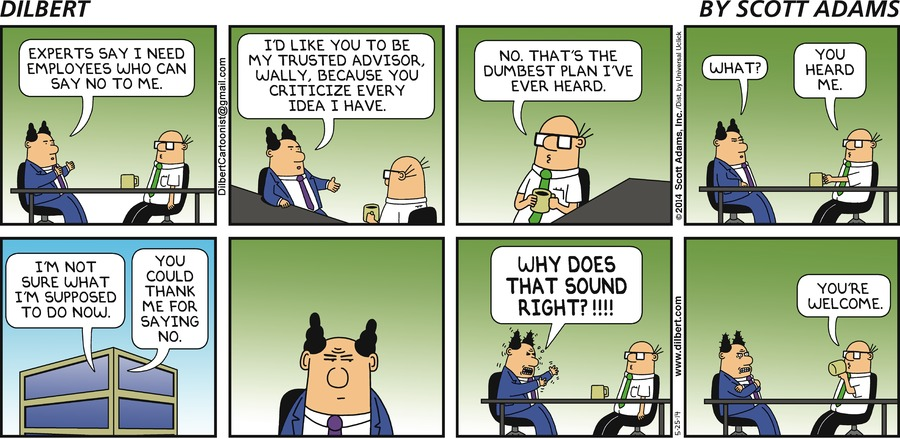 DILBERT
BY SCOTT ADAMS
EXPERTS SAY I NEED
EMPLOYEES WHO CAN
SAY NO TO ME.
DilbertCartoonist@gmail.com
I'D LIKE YOU TO BE
MY TRUSTED ADVISOR,
WALLY, BECAUSE YOU
CRITICIZE EVERY
IDEA I HAVE.
NO. THAT'S THE
DUMBEST PLAN I'VE
EVER HEARD.
©2014 Scott Adams, Inc./Dist. by Universal Uclick
WHAT?
YOU
HEARD
ME.
I'M NOT
SURE WHAT
I'M SUPPOSED
TO DO NOW.
YOU
COULD
THANK
ME FOR
SAYING
NO.
WHY DOES
THAT SOUND
RIGHT?!!!!
www.dilbert.com
5-25-14
YOU'RE
WELCOME.